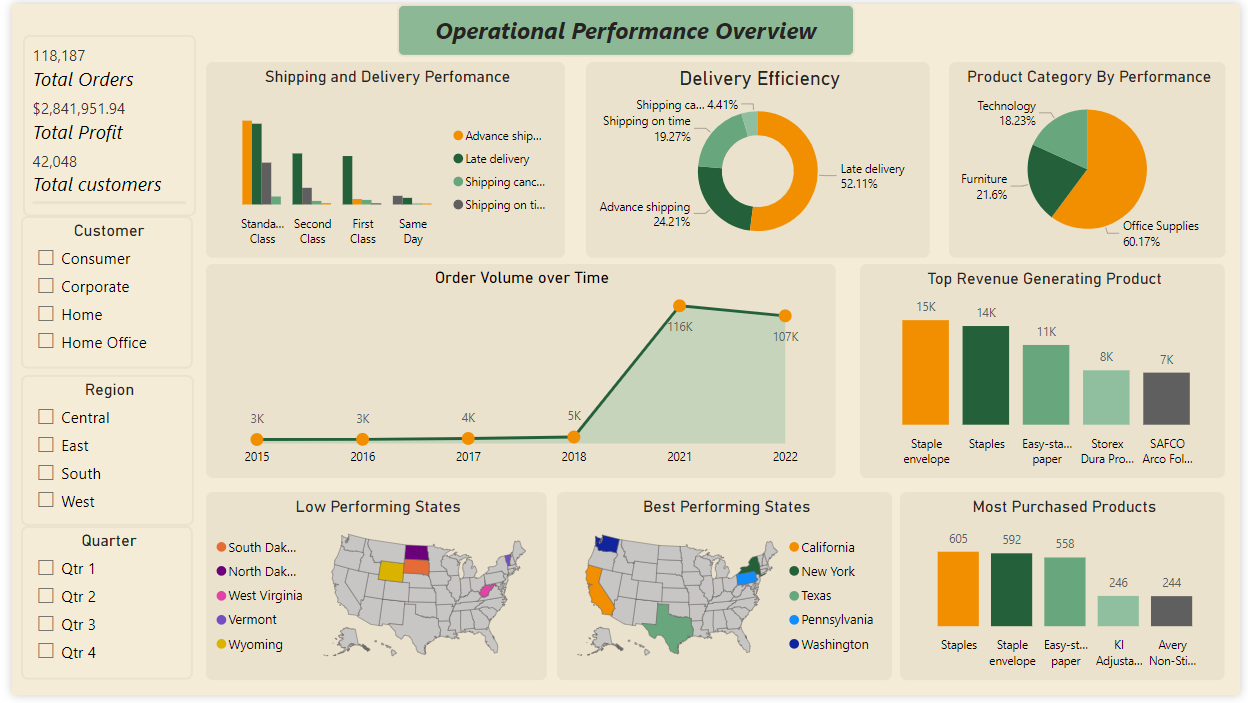 Operational Performance Overview
118,187
Total Orders
$2,841,951.94
Total Profit
42,048
Total customers
Customer
Consumer
Corporate
Home
Home Office
Region
Central
East
South
West
Quarter
Qtr 1
Qtr 2
Qtr 3
Qtr 4
Shipping and Delivery Perfomance
Standa...
Class
Second
Class
First
Class
Same
Day
Advance ship...
Late delivery
Shipping canc...
Shipping on ti...
Delivery Efficiency
Shipping ca... 4.41%
Shipping on time
19.27%
Late delivery
52.11%
Advance shipping
24.21%
Product Category By Performance
Technology
18.23%
Furniture
21.6%
Office Supplies
60.17%
Order Volume over Time
3K
3K
4K
5K
116K
107K
2015
2016
2017
2018
2021
2022
Top Revenue Generating Product
15K
14K
11K
8K
7K
Staple
envelope
Staples
Easy-sta...
paper
Storex
Dura Pro...
SAFCO
Arco Fol...
Low Performing States
South Dak...
North Dak...
West Virginia
Vermont
Wyoming
Best Performing States
California
New York
Texas
Pennsylvania
Washington
Most Purchased Products
605
592
558
246
244
Staples
Staple
envelope
Easy-st...
paper
KI
Adjusta...
Avery
Non-Sti...